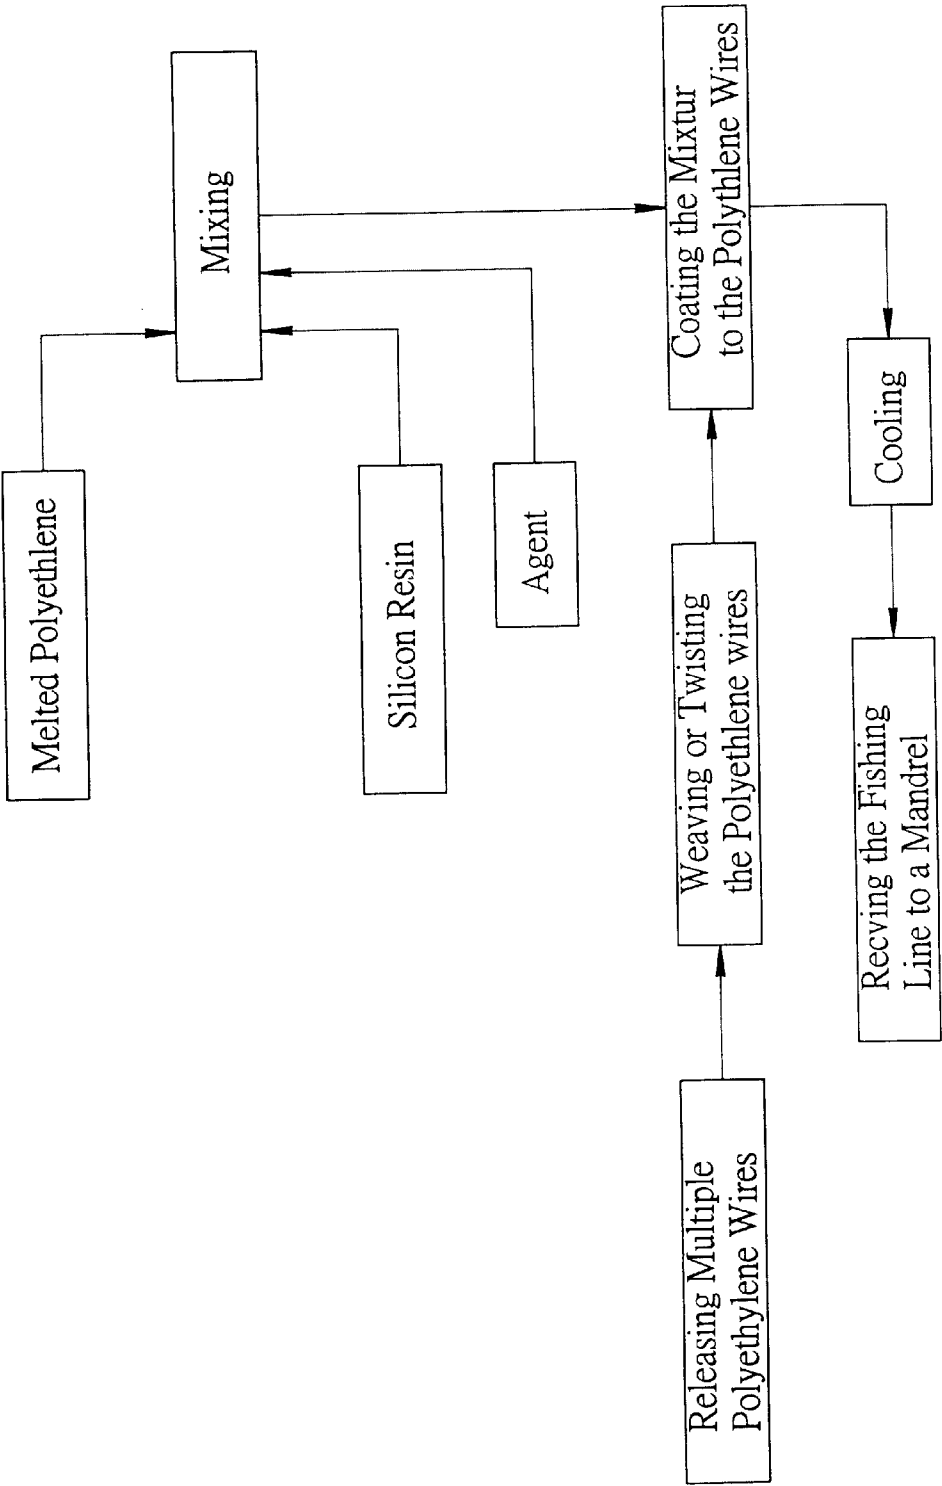 Melted Polyethlene
Mixing
Silicon Resin
Agent
Releasing Multiple
Polyethylene Wires
Weaving or Twisting
the Polyethlene wires
Coating the Mixtur
to the Polythlene Wires
Cooling
Recving the Fishing
Line to a Mandrel